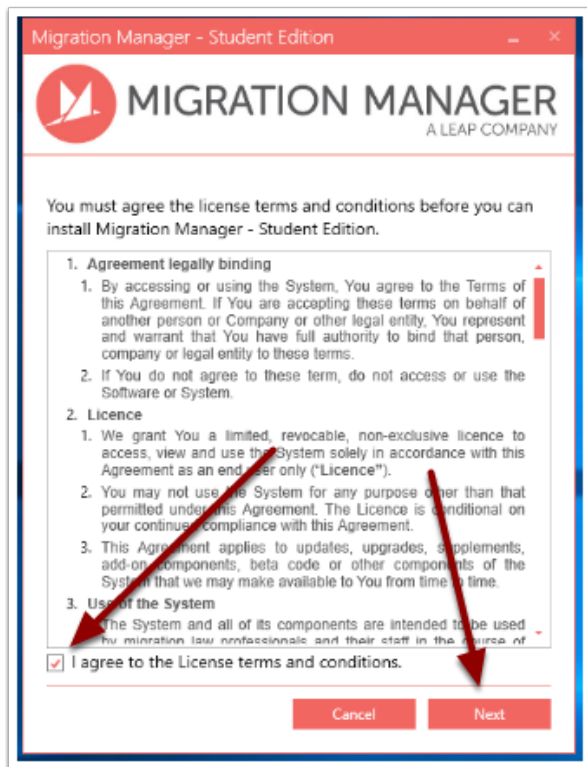 Migration Manager - Student Edition
MIGRATION MANAGER
A LEAP COMPANY
You must agree the license terms and conditions before you can
install Migration Manager - Student Edition.
1. Agreement legally binding
1. By accessing or using the System, You agree to the Terms of
this Agreement. If You are accepting these terms on behalf of
another person or Company or other legal entity, You represent
and warrant that You have full authority to bind that person,
company or legal entity to these terms.
2. If You do not agree to these term, do not access or use the
Software or System.
2. Licence
1. We grant You a limited, revocable, non-exclusive licence to
access, view and use the System solely in accordance with this
Agreement as an end user only ("Licence").
2. You may not use the System for any purpose other than that
permitted under this Agreement. The Licence is conditional on
your continued compliance with this Agreement.
3. This Agreement applies to updates, upgrades, supplements,
add-on components, beta code or other components of the
System that we may make available to You from time to time.
3. Use of the System
The System and all of its components are intended to be used
by migration law professionals and their staff in the course of
I agree to the License terms and conditions.
Cancel
Next